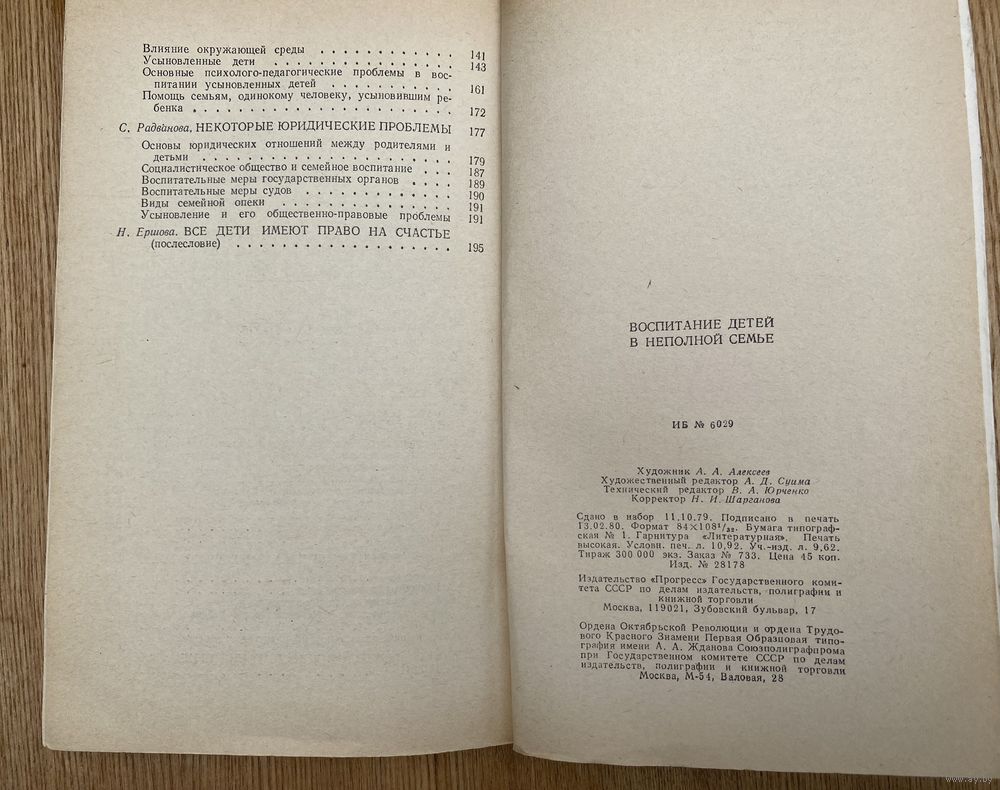 Влияние окружающей среды . . . . . . . . . . . . 141
Усыновленные дети . . . . . . . . . . . . . . . . 143
Основные психолого-педагогические проблемы в вос-
питании усыновленных детей . . . . . . . . . . . 161
Помощь семьям, одинокому человеку, усыновившим ре-
бенка . . . . . . . . . . . . . . . . . . . . . . . 172
С. Радванова. НЕКОТОРЫЕ ЮРИДИЧЕСКИЕ ПРОБЛЕМЫ 177
Основы юридических отношений между родителями и
детьми . . . . . . . . . . . . . . . . . . . . . . 179
Социалистическое общество и семейное воспитание . . . 187
Воспитательные меры государственных органов . . . . 189
Воспитательные меры судов . . . . . . . . . . . . . 190
Виды семейной опеки . . . . . . . . . . . . . . . 191
Усыновление и его общественно-правовые проблемы 191
Н. Ершова. ВСЕ ДЕТИ ИМЕЮТ ПРАВО НА СЧАСТЬЕ
(послесловие) . . . . . . . . . . . . . . . . . . . 195
ВОСПИТАНИЕ ДЕТЕЙ
В НЕПОЛНОЙ СЕМЬЕ
ИБ № 6029
Художник А. А. Алексеев
Художественный редактор А. Д. Суима
Технический редактор В. А. Юрченко
Корректор Н. И. Шарганова
Сдано в набор 11.10.79. Подписано в печать
13.02.80. Формат 84×108¹/₃₂. Бумага типограф-
ская № 1. Гарнитура «Литературная». Печать
высокая. Условн. печ. л. 10,92. Уч.-изд. л. 9,62.
Тираж 300 000 экз. Заказ № 733. Цена 45 коп.
Изд. № 28178
Издательство «Прогресс» Государственного коми-
тета СССР по делам издательств, полиграфии и
книжной торговли
Москва, 119021, Зубовский бульвар, 17
Ордена Октябрьской Революции и ордена Трудо-
вого Красного Знамени Первая Образцовая типо-
графия имени А. А. Жданова Союзполиграфпрома
при Государственном комитете СССР по делам
издательств, полиграфии и книжной торговли
Москва, М-54, Валовая, 28
www.ay.by